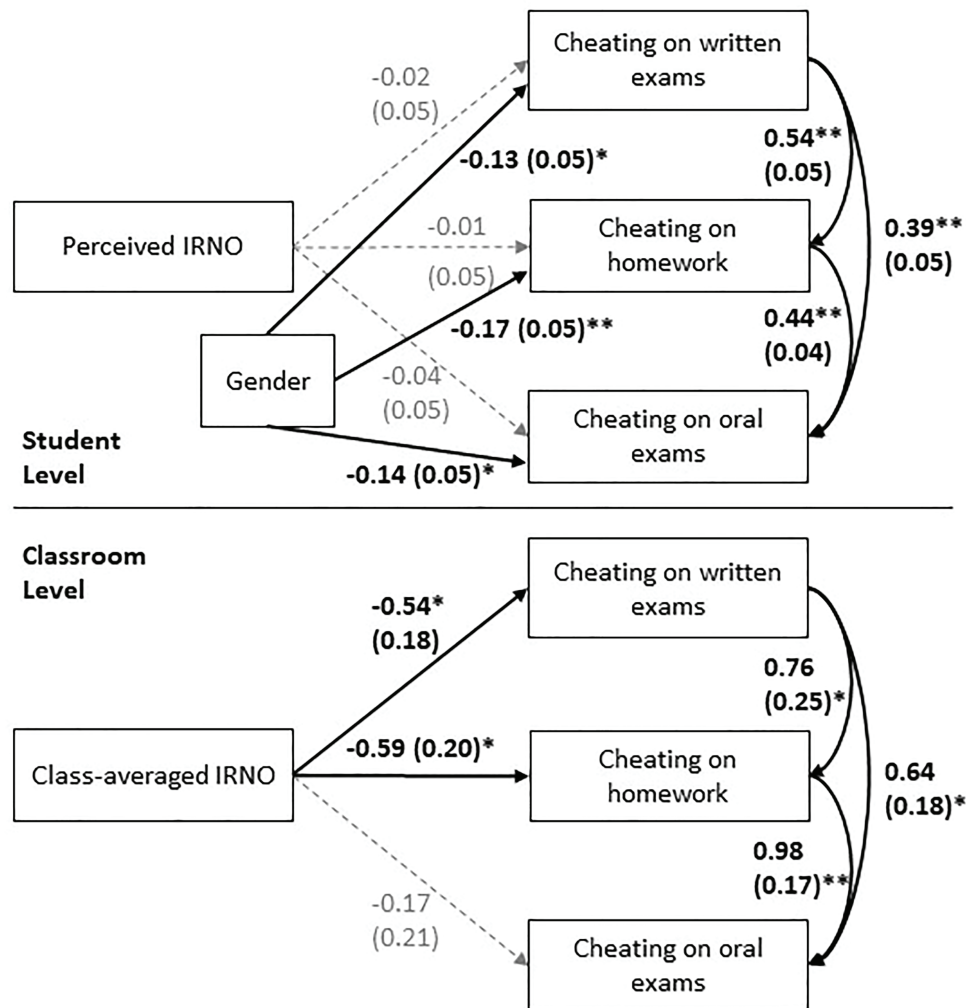 Cheating on written
exams
-0.02
(0.05)
0.54**
(0.05)
-0.13 (0.05)*
Perceived IRNO
-0.01
(0.05)
Cheating on
homework
0.39**
(0.05)
-0.17 (0.05)**
0.44**
(0.04)
Gender
-0.04
(0.05)
Cheating on oral
exams
Student
Level
-0.14 (0.05)*
Classroom
Level
Cheating on written
exams
-0.54*
(0.18)
0.76
(0.25)*
Class-averaged IRNO
-0.59 (0.20)*
Cheating on
homework
0.64
(0.18)*
0.98
(0.17)**
-0.17
(0.21)
Cheating on oral
exams